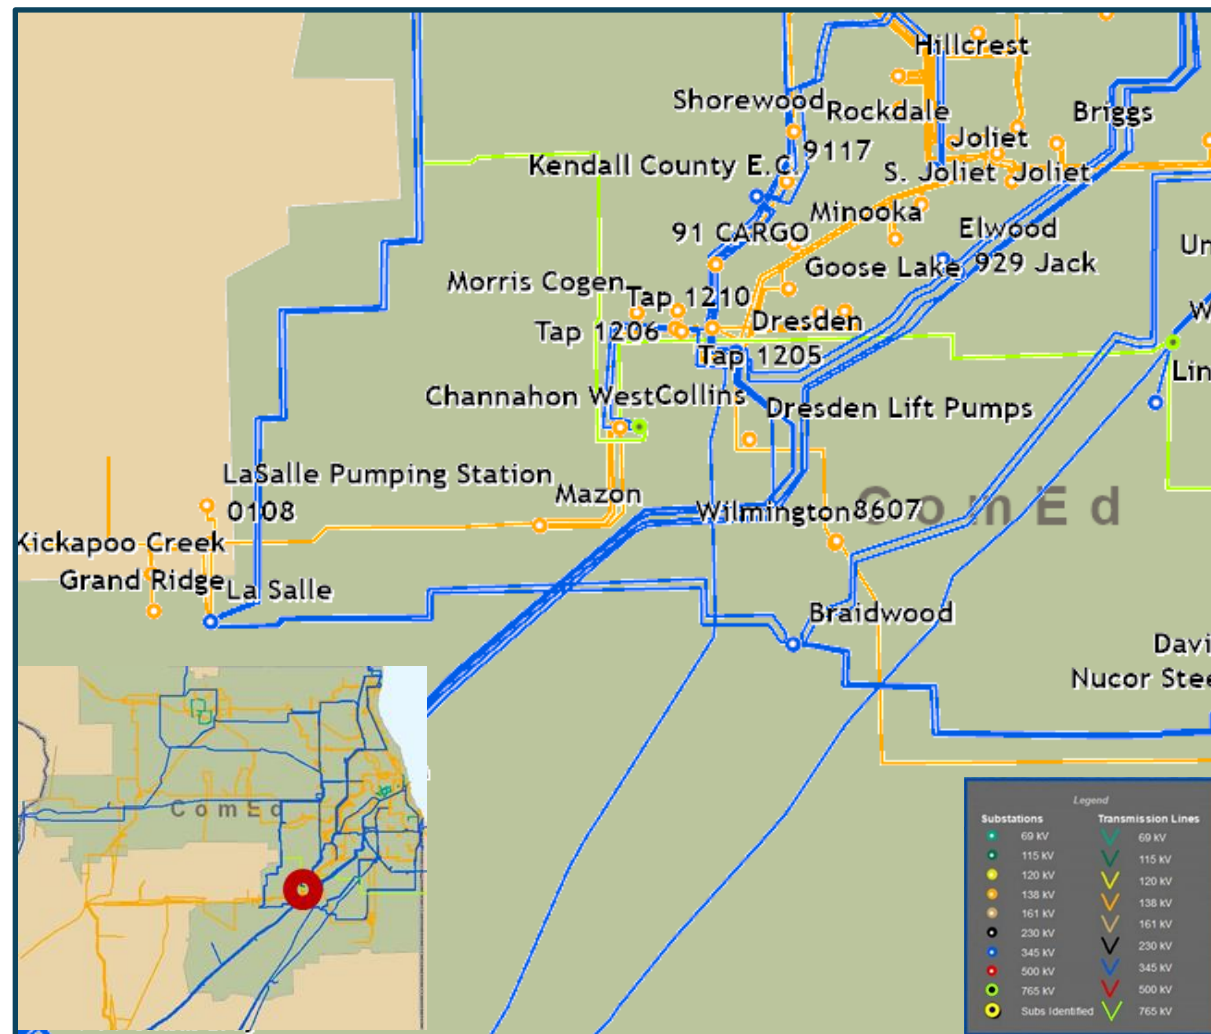 Hillcrest
Shorewood
Rockdale
Briggs
Joliet
9117
Kendall County E.C.
S. Joliet
Joliet
Minooka
91 CARGO
Elwood
Goose Lake
929 Jack
Un
Morris Cogen
Tap 1210
Tap 1206
Dresden
W
Tap 1205
Lin
Channahon West
Collins
Dresden Lift Pumps
LaSalle Pumping Station
Mazon
0108
Wilmington
8607
ComEd
Kickapoo Creek
Grand Ridge
La Salle
Braidwood
Davi
Nucor Stee
ComEd
Legend
Substations
Transmission Lines
69 kV
69 kV
115 kV
115 kV
120 kV
120 kV
138 kV
138 kV
161 kV
161 kV
230 kV
230 kV
345 kV
345 kV
500 kV
500 kV
765 kV
Subs Identified
765 kV